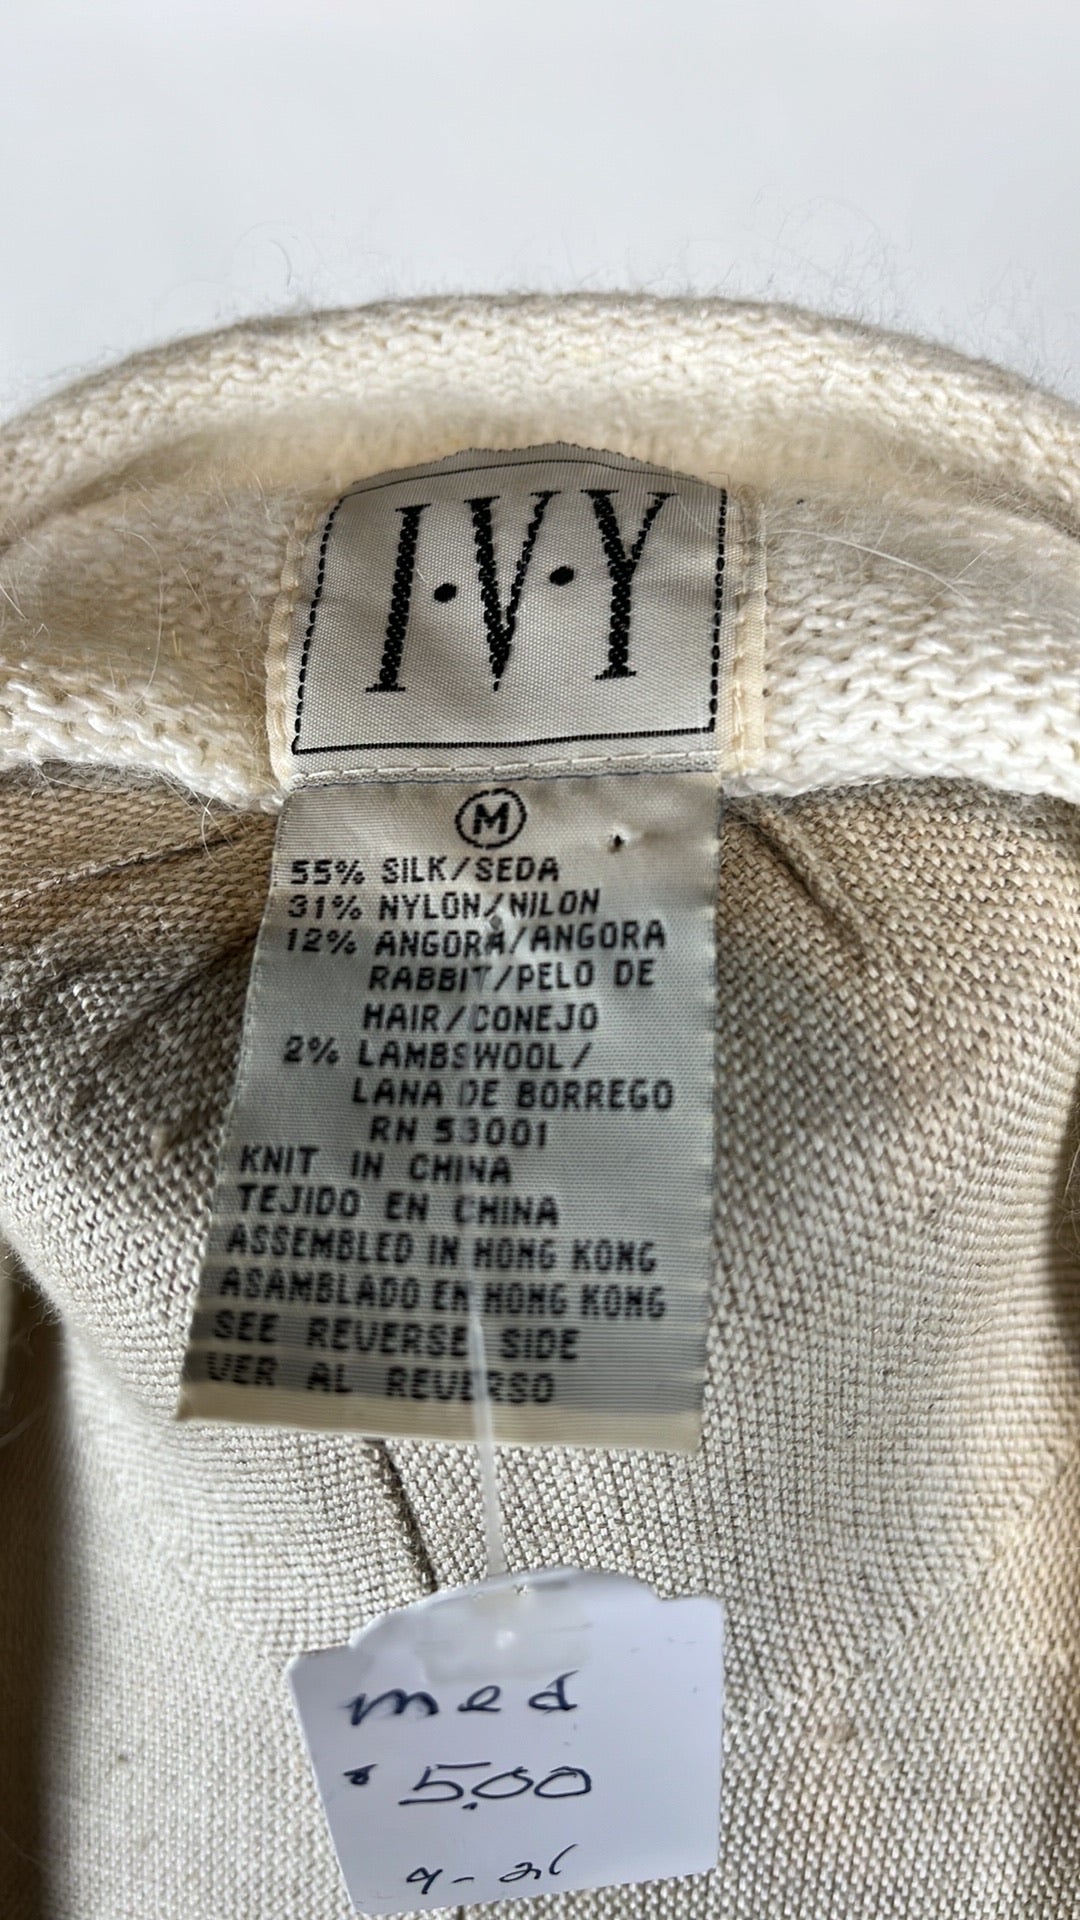 I·V·Y
M
55% SILK/SEDA
31% NYLON/NILON
12% ANGORA/ANGORA
RABBIT/PELO DE
HAIR/CONEJO
2% LAMBSWOOL/
LANA DE BORREGO
RN 53001
KNIT IN CHINA
TEJIDO EN CHINA
ASSEMBLED IN HONG KONG
ASAMBLADO EN HONG KONG
SEE REVERSE SIDE
VER AL REVERSO
med
5.00
9-26